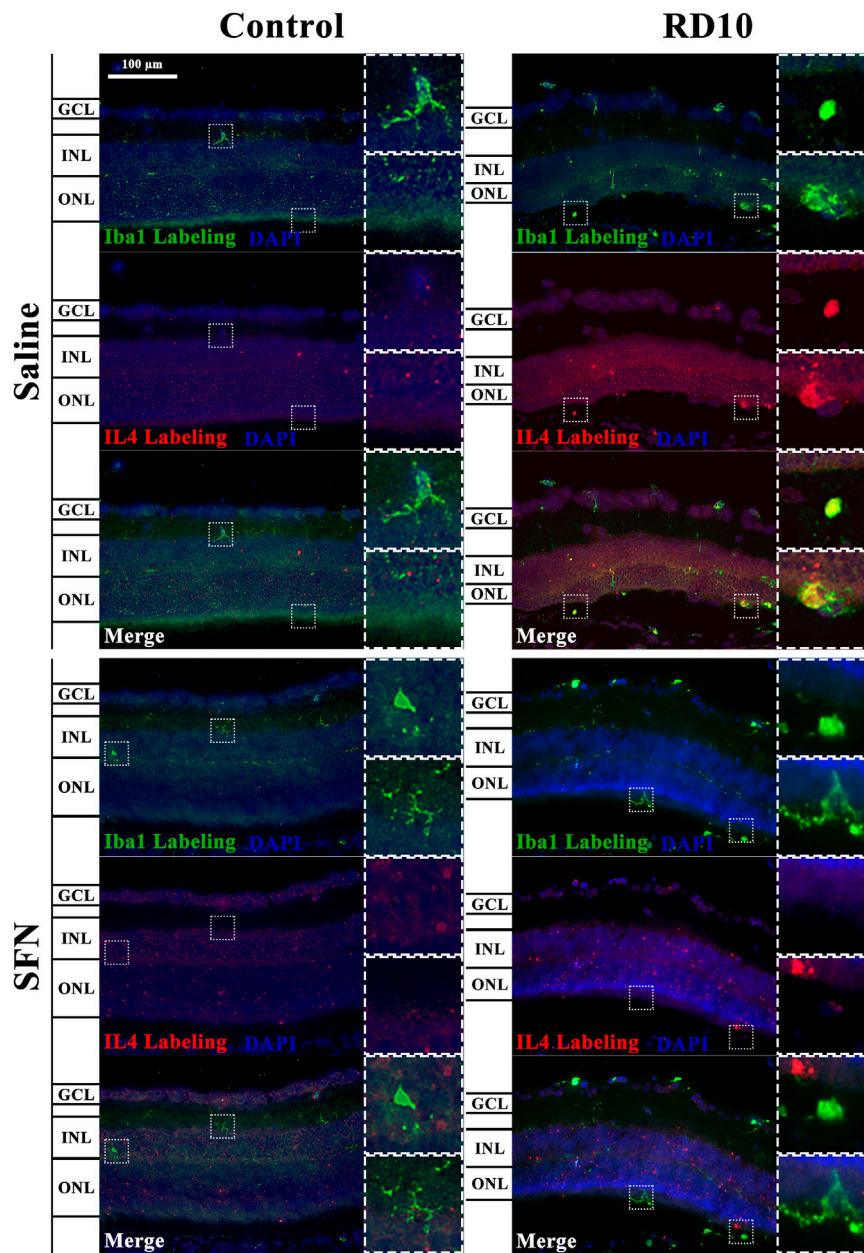 Control RD10
100 µm
Saline
GCL
INL
ONL
Iba1 Labeling DAPI
GCL
INL
ONL
Iba1 Labeling DAPI
GCL
INL
ONL
IL4 Labeling DAPI
GCL
INL
ONL
IL4 Labeling DAPI
GCL
INL
ONL
Merge
GCL
INL
ONL
Merge
SFN
GCL
INL
ONL
Iba1 Labeling DAPI
GCL
INL
ONL
Iba1 Labeling DAPI
GCL
INL
ONL
IL4 Labeling DAPI
GCL
INL
ONL
IL4 Labeling DAPI
GCL
INL
ONL
Merge
GCL
INL
ONL
Merge